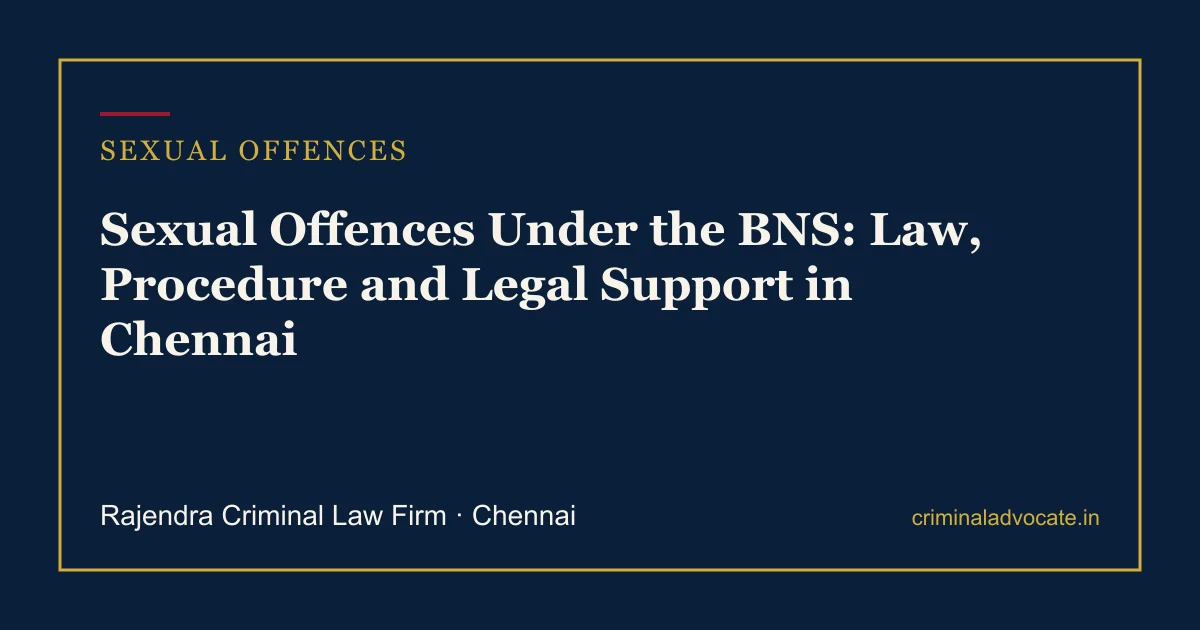 SEXUAL OFFENCES
Sexual Offences Under the BNS: Law,
Procedure and Legal Support in
Chennai
Rajendra Criminal Law Firm · Chennai
criminaladvocate.in